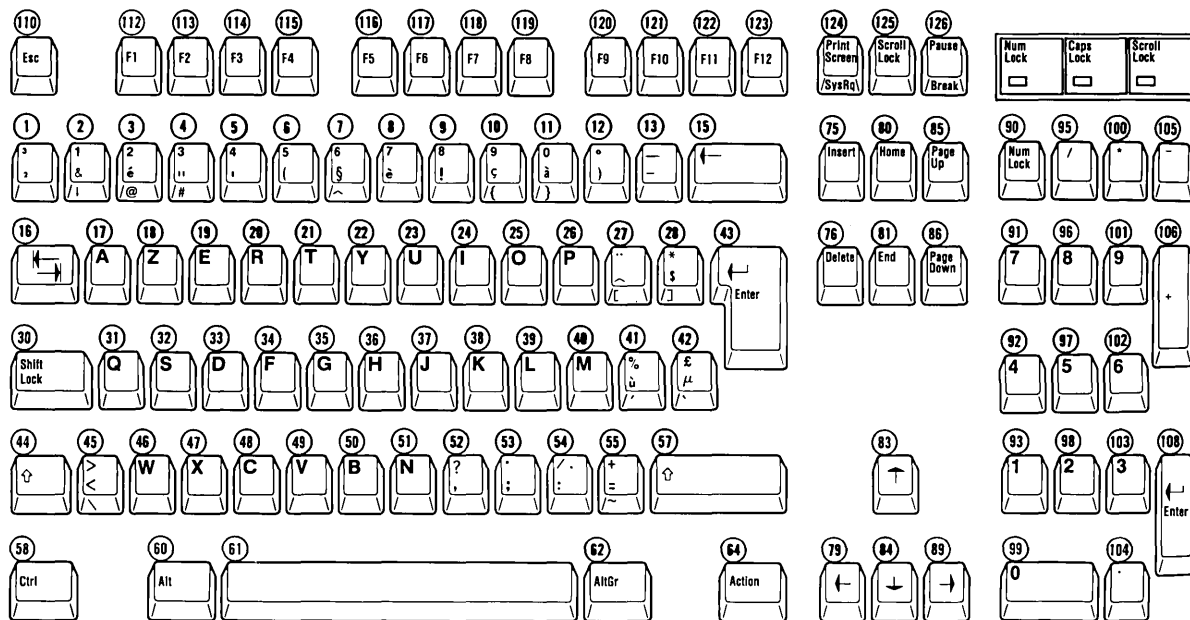 110 112 113 114 115 116 117 118 119 120 121 122 123 124 125 126
Esc F1 F2 F3 F4 F5 F6 F7 F8 F9 F10 F11 F12 Print Screen /SysRq Scroll Lock Pause /Break Num Lock Caps Lock Scroll Lock
1 2 3 4 5 6 7 8 9 10 11 12 13 15 75 80 85 90 95 100 105
³ 1 2 3 4 5 6 7 8 9 0 ° — ← Insert Home Page Up Num Lock / * -
² & é " ' ( § è ! ç à ) -
/@ # ^ { }
16 17 18 19 20 21 22 23 24 25 26 27 28 43 76 81 86 91 96 101 106
A Z E R T Y U I O P ¨ * ↵ Enter Delete End Page Down 7 8 9 +
^ $
/[ /]
30 31 32 33 34 35 36 37 38 39 40 41 42 92 97 102
Shift Lock Q S D F G H J K L M % £ 4 5 6
ù µ
´ `
44 45 46 47 48 49 50 51 52 53 54 55 57 83 93 98 103 108
⇧ > W X C V B N ? . / + ⇧ ↑ 1 2 3 ↵ Enter
< , ; : =
\ ~
58 60 61 62 64 79 84 89 99 104
Ctrl Alt AltGr Action ← ↓ → 0 .